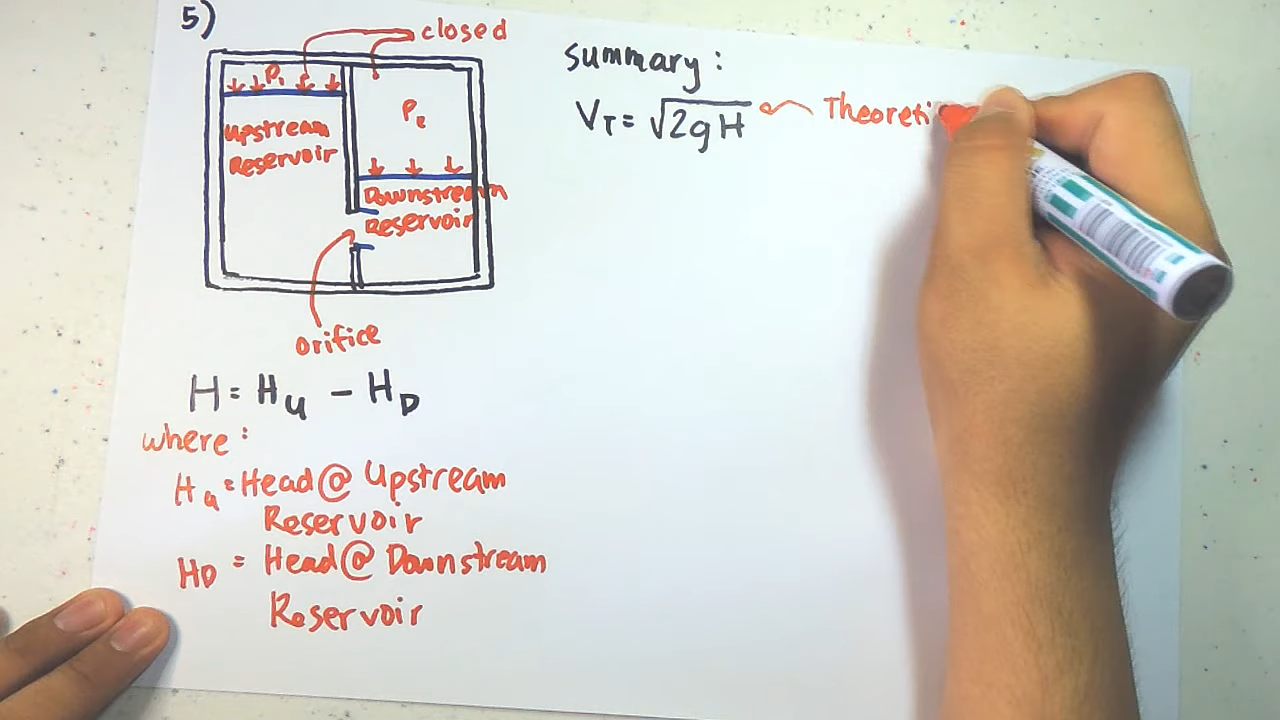 5)
closed
P₁
P₂
Upstream
Reservoir
Downstream
Reservoir
Orifice
H = Hu - HD
where:
Hu = Head @ Upstream
Reservoir
HD = Head @ Downstream
Reservoir
Summary:
VT = √2gH
Theoreti